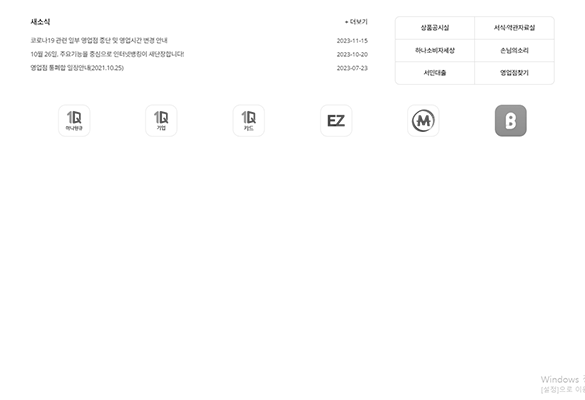 새소식
+ 더보기
코로나19 관련 일부 영업점 중단 및 영업시간 변경 안내
2023-11-15
10월 26일, 주요기능을 중심으로 인터넷뱅킹이 새단장합니다!
2023-10-20
영업점 통폐합 일정안내(2021.10.25)
2023-07-23
상품공시실
서식·약관자료실
하나소비자세상
손님의소리
서민대출
영업점찾기
1Q
하나원큐
1Q
기업
1Q
카드
EZ
M
B
Windows
[설정]으로